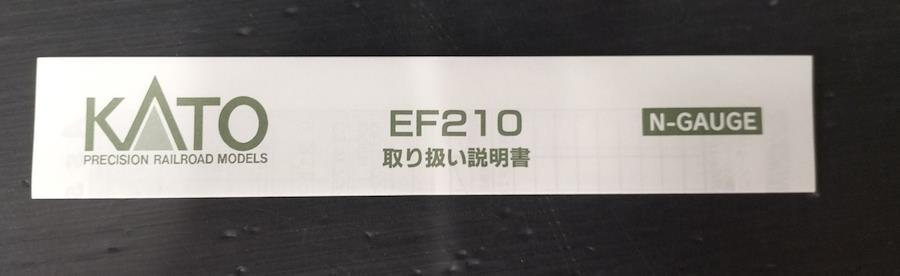 KATO
PRECISION RAILROAD MODELS
EF210
取り扱い説明書
N-GAUGE